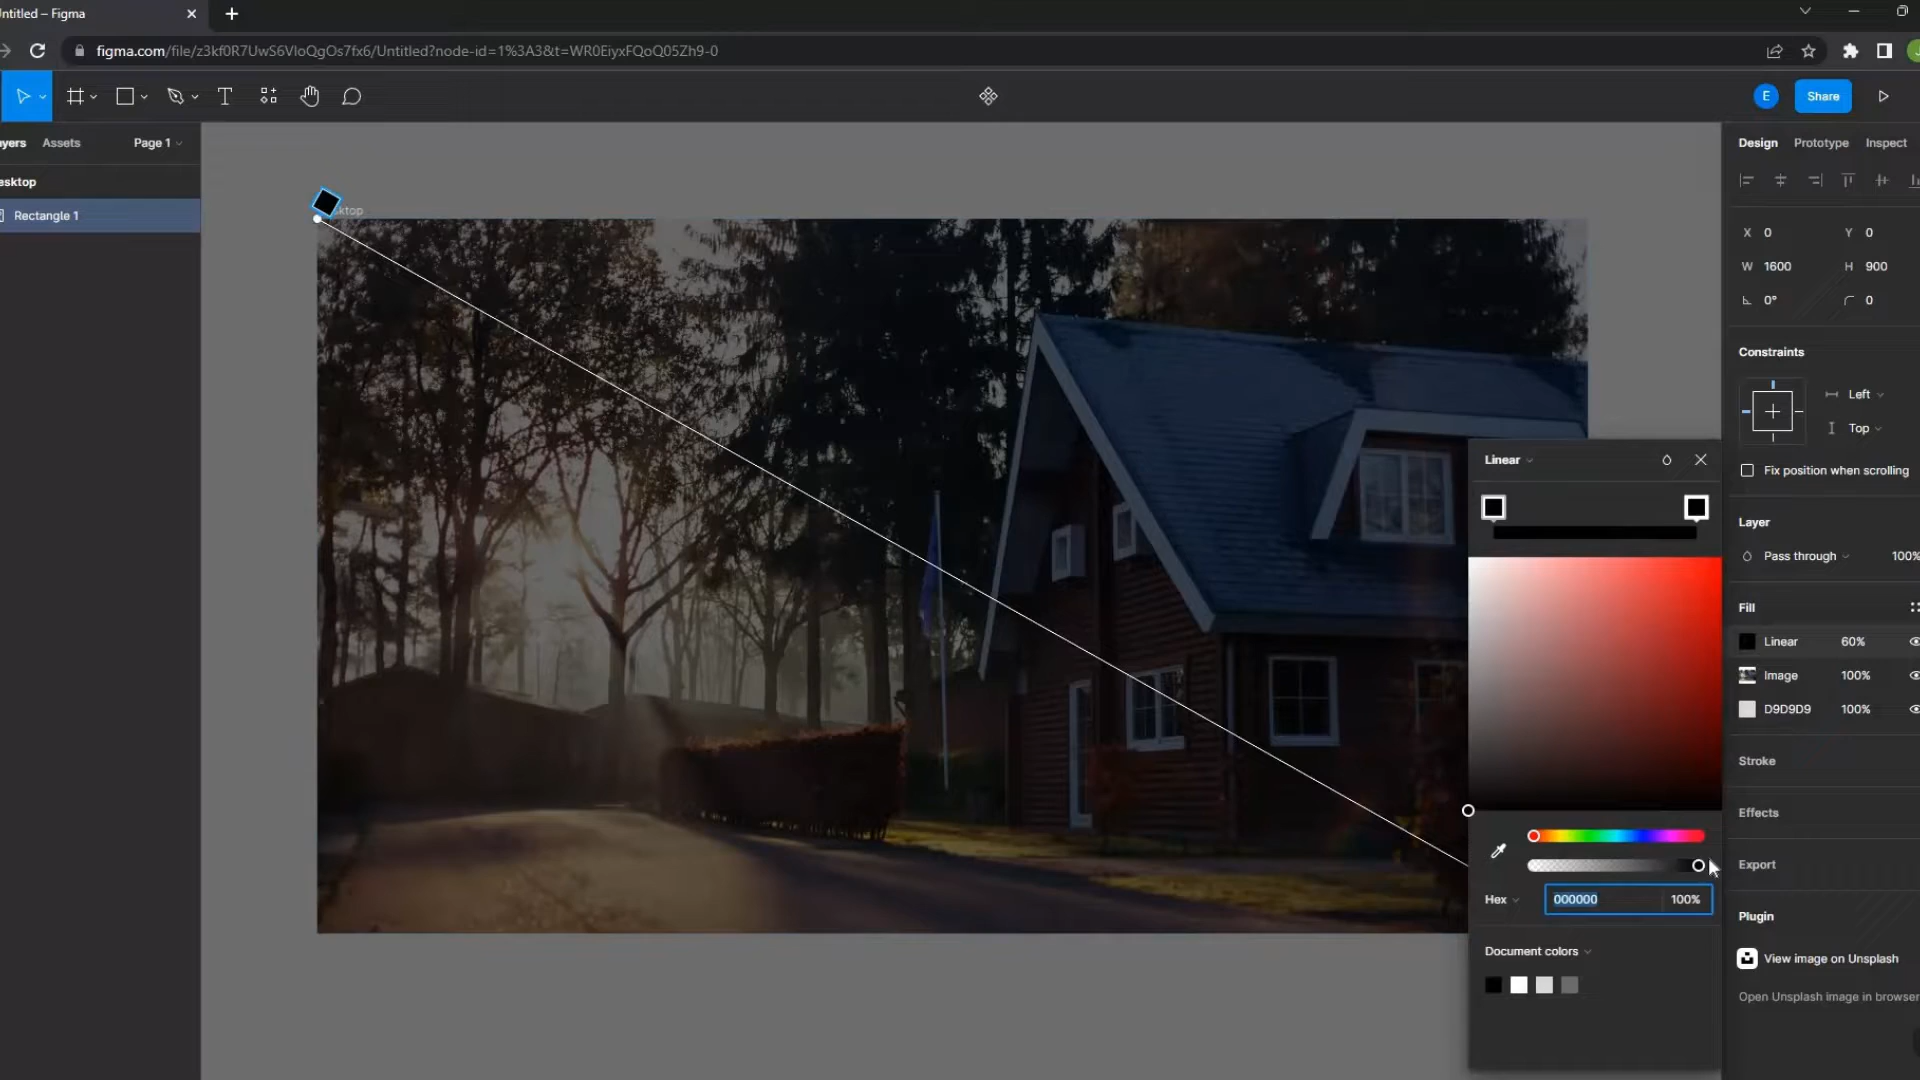 ntitled – Figma
figma.com/file/z3kf0R7UwS6VloQgOs7fx6/Untitled?node-id=1%3A3&t=WR0EiyxFQoQ05Zh9-0
E
Share
ayers
Assets
Page 1
Design
Prototype
Inspect
esktop
Rectangle 1
ktop
X 0
Y 0
W 1600
H 900
0°
0
Constraints
Left
Top
Fix position when scrolling
Layer
Pass through
100%
Fill
Linear 60%
Image 100%
D9D9D9 100%
Stroke
Effects
Export
Plugin
View image on Unsplash
Open Unsplash image in browser
Linear
Hex
000000
100%
Document colors